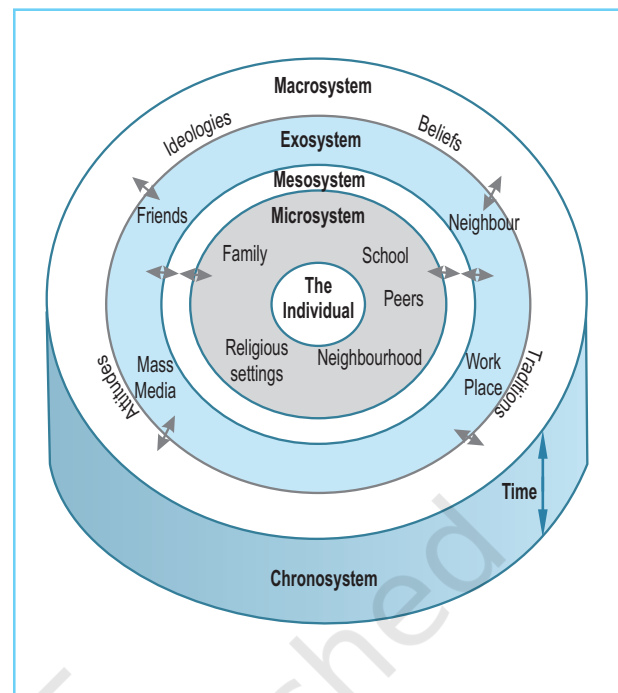 Macrosystem
Ideologies
Beliefs
Exosystem
Mesosystem
Friends
Microsystem
Neighbour
Family
School
The
Individual
Peers
Religious
settings
Neighbourhood
Mass
Media
Work
Place
Attitudes
Traditions
Time
Chronosystem
shed